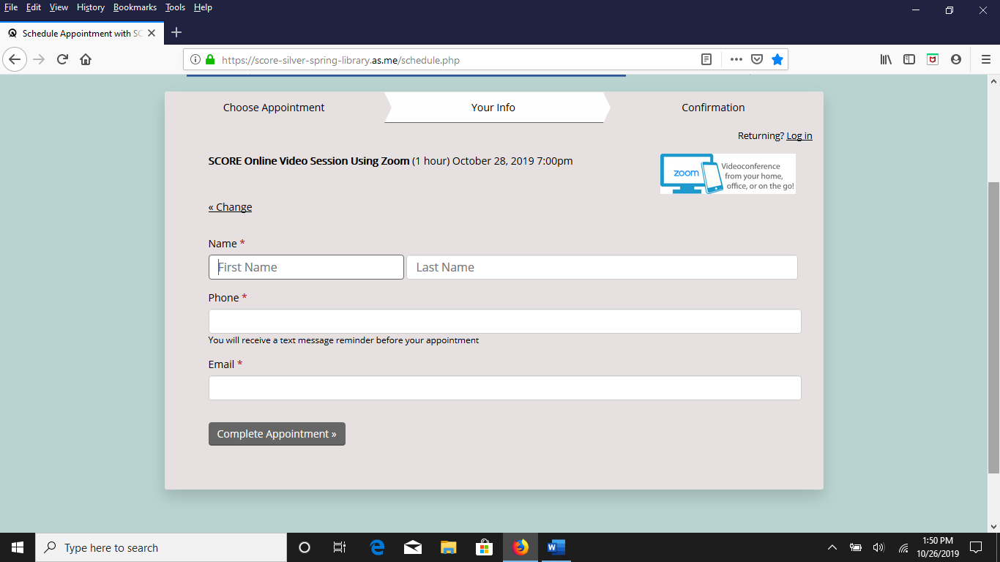 File Edit View History Bookmarks Tools Help
Schedule Appointment with SC
https://score-silver-spring-library.as.me/schedule.php
Choose Appointment Your Info Confirmation
Returning? Log in
SCORE Online Video Session Using Zoom (1 hour) October 28, 2019 7:00pm
zoom
Videoconference
from your home,
office, or on the go!
« Change
Name *
First Name Last Name
Phone *
You will receive a text message reminder before your appointment
Email *
Complete Appointment »
Type here to search
1:50 PM
10/26/2019